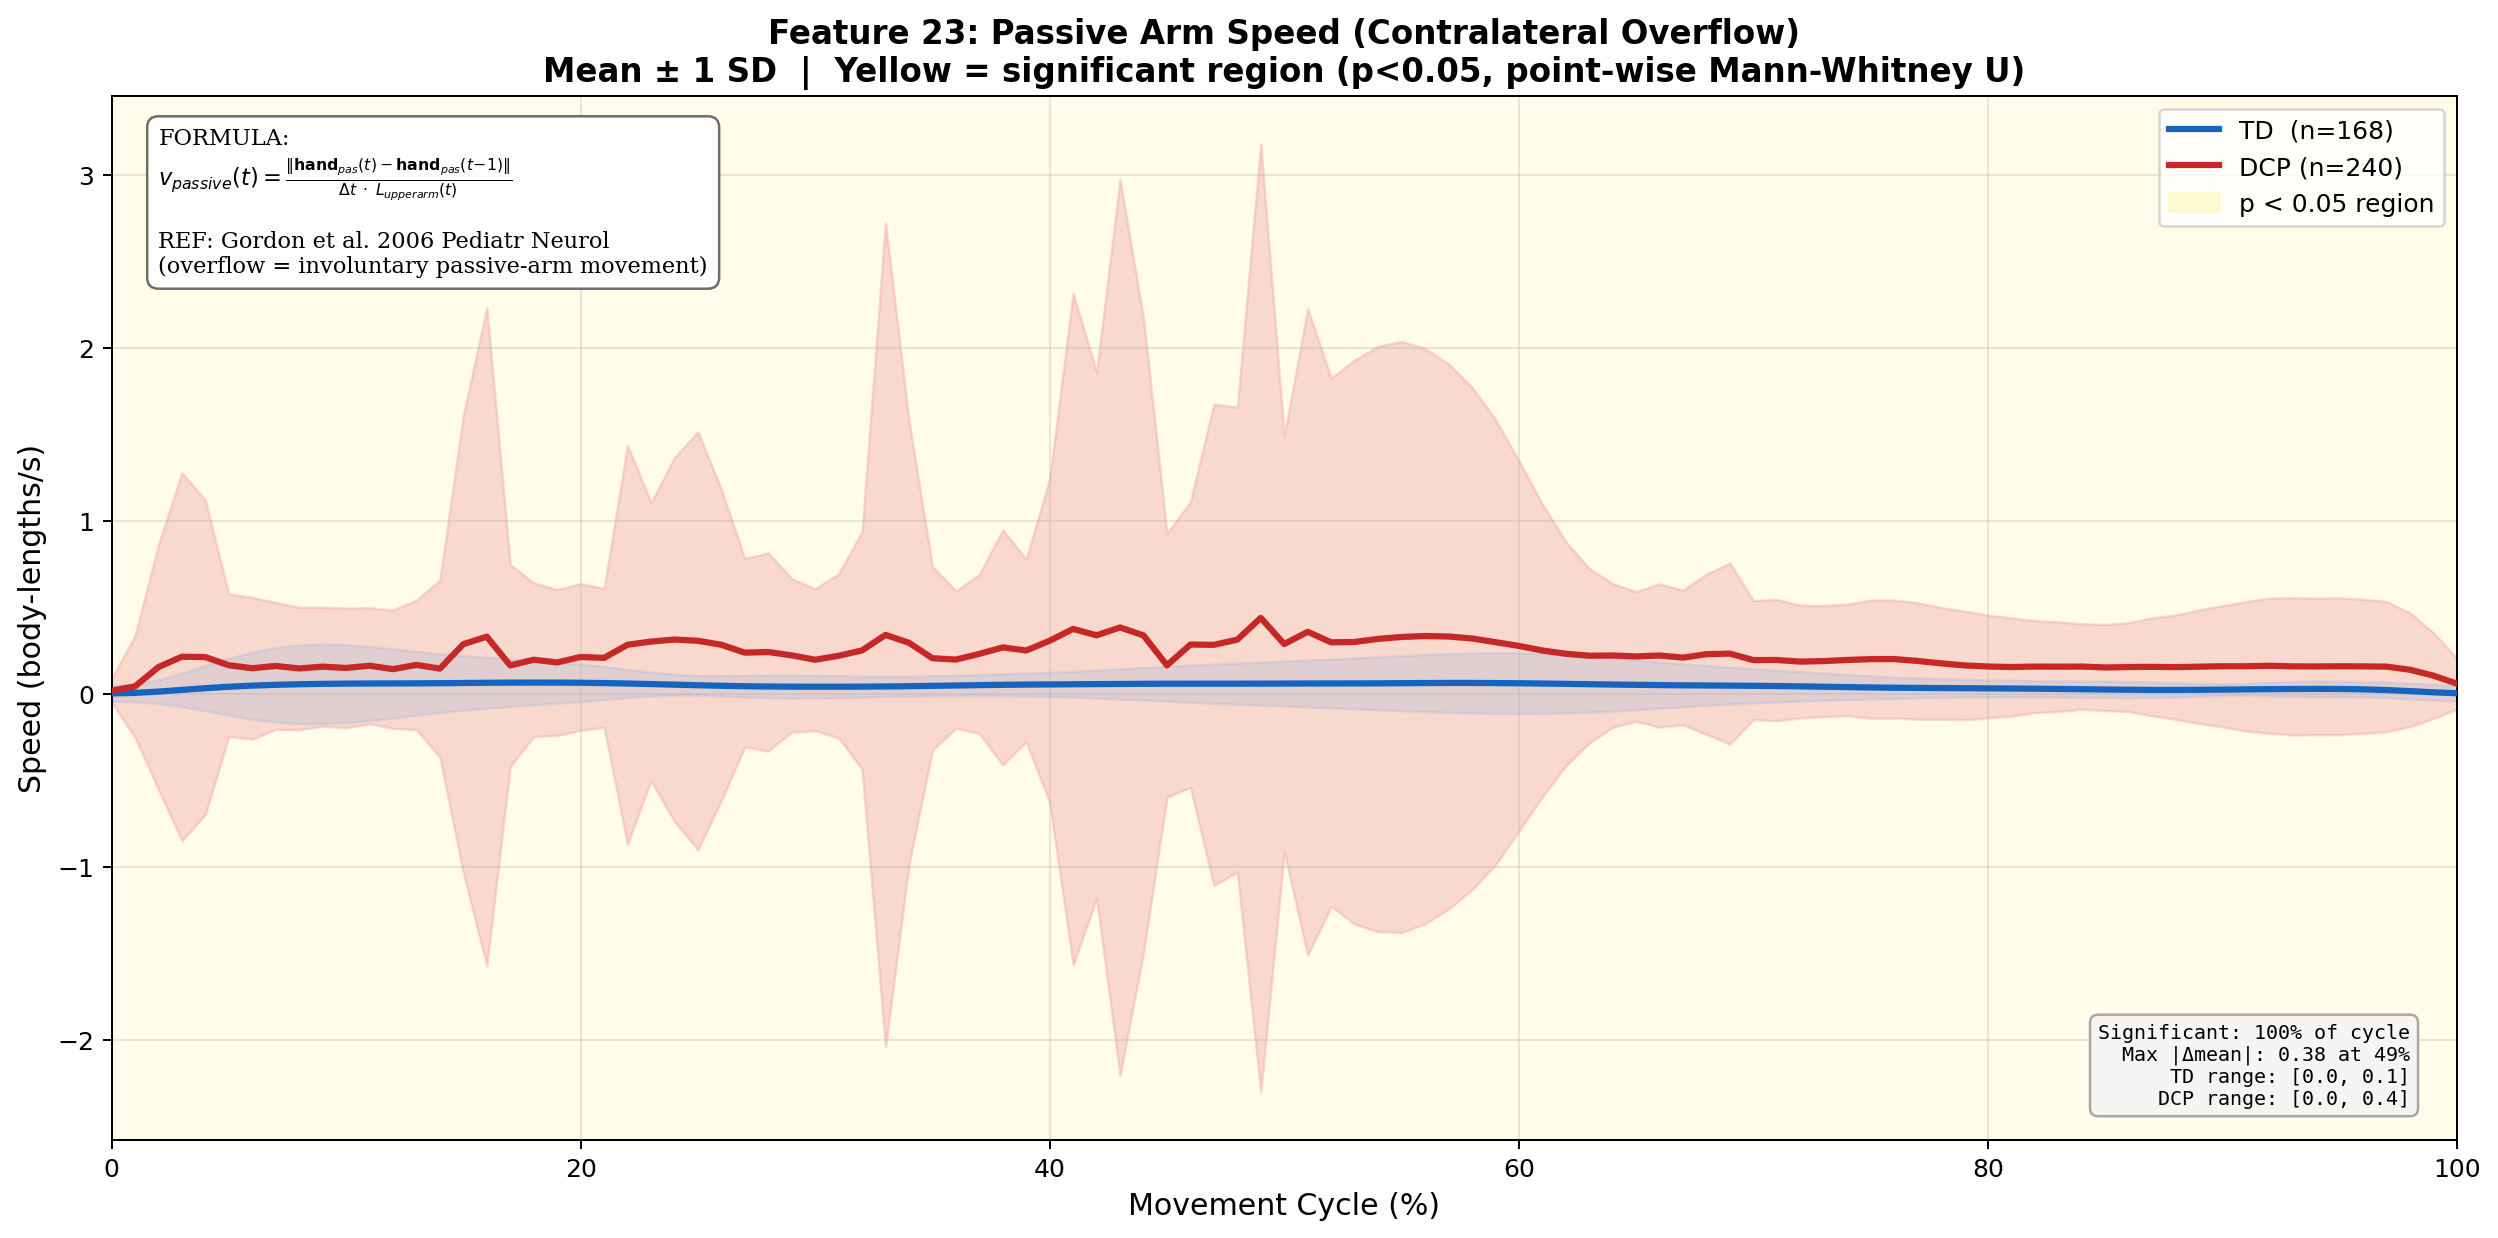 Feature 23: Passive Arm Speed (Contralateral Overflow)
Mean ± 1 SD | Yellow = significant region (p<0.05, point-wise Mann-Whitney U)
FORMULA:
v_passive(t) = ‖hand_pas(t) − hand_pas(t−1)‖ / Δt · L_upperarm(t)
REF: Gordon et al. 2006 Pediatr Neurol
(overflow = involuntary passive-arm movement)
TD (n=168)
DCP (n=240)
p < 0.05 region
3
2
1
0
−1
−2
Speed (body-lengths/s)
Significant: 100% of cycle
Max |Δmean|: 0.38 at 49%
TD range: [0.0, 0.1]
DCP range: [0.0, 0.4]
0 20 40 60 80 100
Movement Cycle (%)